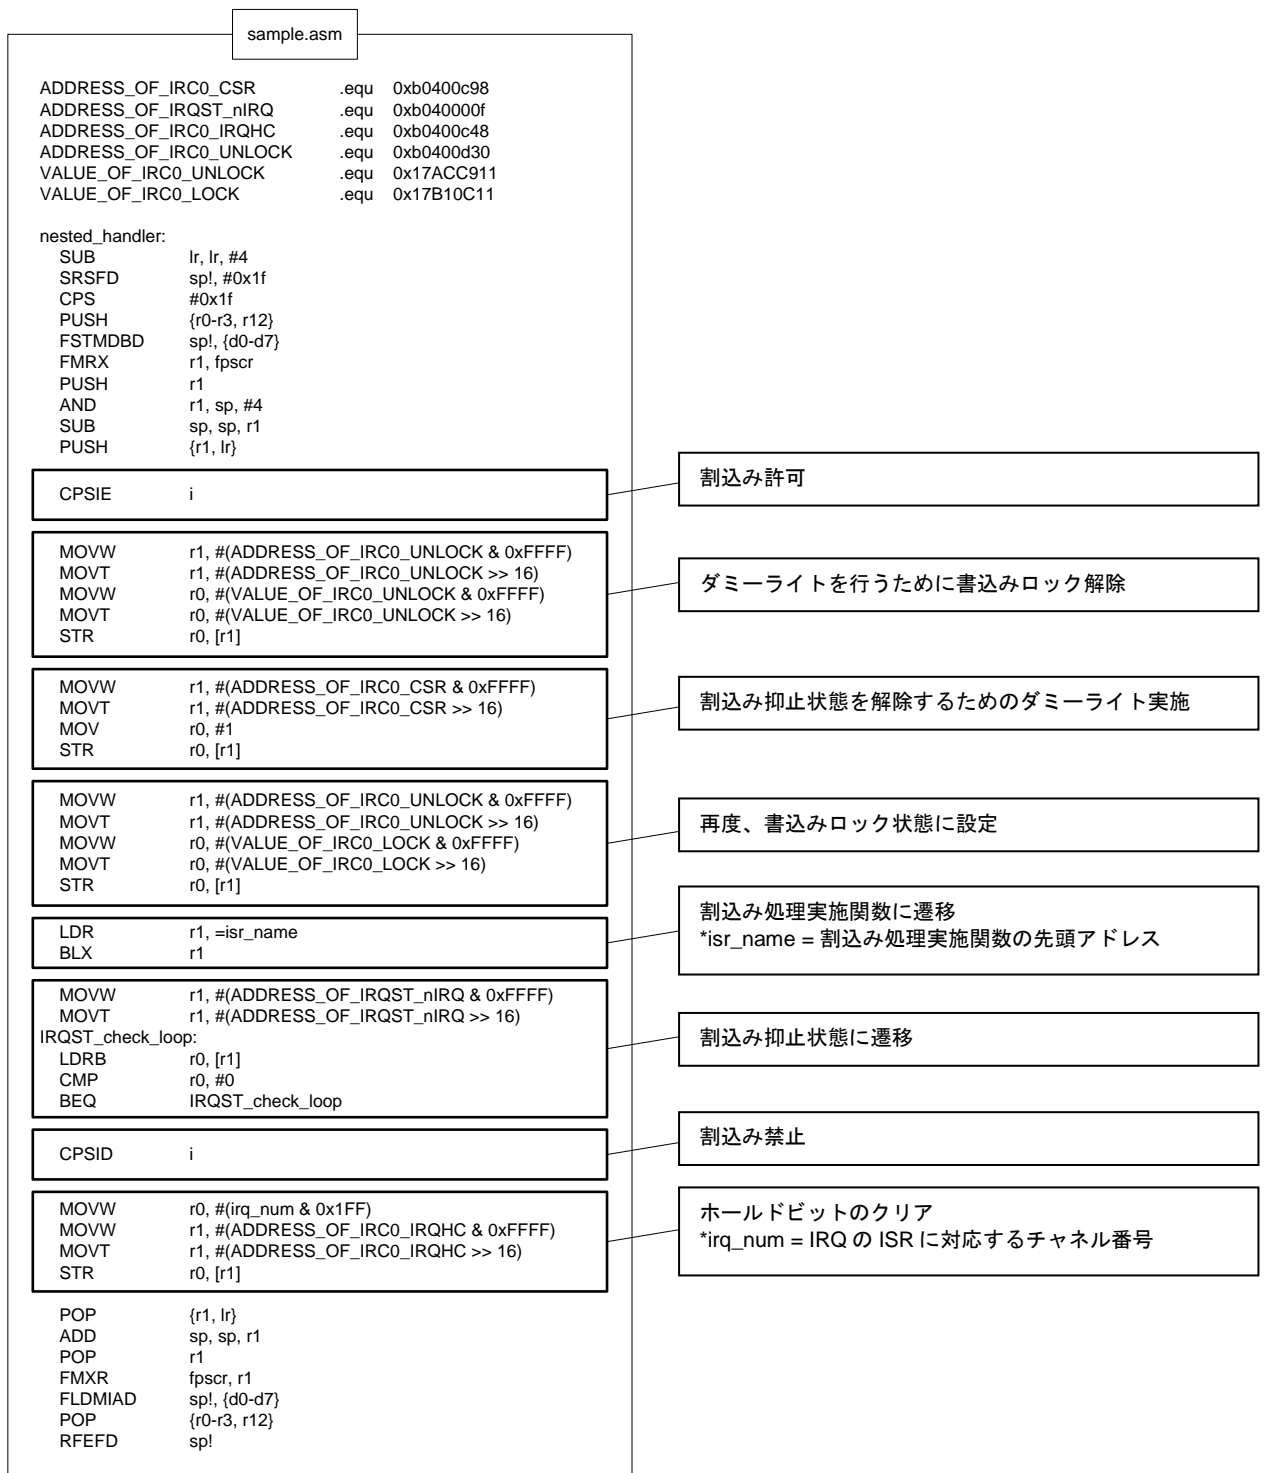 sample.asm
ADDRESS_OF_IRC0_CSR .equ 0xb0400c98
ADDRESS_OF_IRQST_nIRQ .equ 0xb040000f
ADDRESS_OF_IRC0_IRQHC .equ 0xb0400c48
ADDRESS_OF_IRC0_UNLOCK .equ 0xb0400d30
VALUE_OF_IRC0_UNLOCK .equ 0x17ACC911
VALUE_OF_IRC0_LOCK .equ 0x17B10C11
nested_handler:
SUB lr, lr, #4
SRSFD sp!, #0x1f
CPS #0x1f
PUSH {r0-r3, r12}
FSTMDBD sp!, {d0-d7}
FMRX r1, fpscr
PUSH r1
AND r1, sp, #4
SUB sp, sp, r1
PUSH {r1, lr}
CPSIE i
割込み許可
MOVW r1, #(ADDRESS_OF_IRC0_UNLOCK & 0xFFFF)
MOVT r1, #(ADDRESS_OF_IRC0_UNLOCK >> 16)
MOVW r0, #(VALUE_OF_IRC0_UNLOCK & 0xFFFF)
MOVT r0, #(VALUE_OF_IRC0_UNLOCK >> 16)
STR r0, [r1]
ダミーライトを行うために書込みロック解除
MOVW r1, #(ADDRESS_OF_IRC0_CSR & 0xFFFF)
MOVT r1, #(ADDRESS_OF_IRC0_CSR >> 16)
MOV r0, #1
STR r0, [r1]
割込み抑止状態を解除するためのダミーライト実施
MOVW r1, #(ADDRESS_OF_IRC0_UNLOCK & 0xFFFF)
MOVT r1, #(ADDRESS_OF_IRC0_UNLOCK >> 16)
MOVW r0, #(VALUE_OF_IRC0_LOCK & 0xFFFF)
MOVT r0, #(VALUE_OF_IRC0_LOCK >> 16)
STR r0, [r1]
再度、書込みロック状態に設定
LDR r1, =isr_name
BLX r1
割込み処理実施関数に遷移
*isr_name = 割込み処理実施関数の先頭アドレス
MOVW r1, #(ADDRESS_OF_IRQST_nIRQ & 0xFFFF)
MOVT r1, #(ADDRESS_OF_IRQST_nIRQ >> 16)
IRQST_check_loop:
LDRB r0, [r1]
CMP r0, #0
BEQ IRQST_check_loop
割込み抑止状態に遷移
CPSID i
割込み禁止
MOVW r0, #(irq_num & 0x1FF)
MOVW r1, #(ADDRESS_OF_IRC0_IRQHC & 0xFFFF)
MOVT r1, #(ADDRESS_OF_IRC0_IRQHC >> 16)
STR r0, [r1]
ホールドビットのクリア
*irq_num = IRQ の ISR に対応するチャネル番号
POP {r1, lr}
ADD sp, sp, r1
POP r1
FMXR fpscr, r1
FLDMIAD sp!, {d0-d7}
POP {r0-r3, r12}
RFEFD sp!